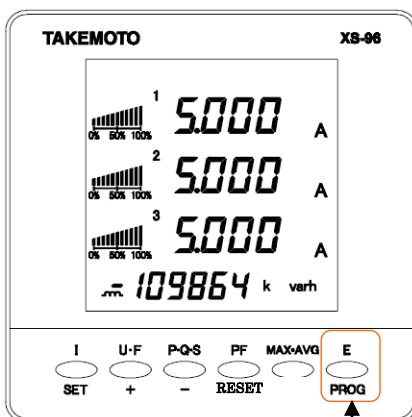 TAKEMOTO XS-96
1 5.000 A
0% 50% 100%
2 5.000 A
0% 50% 100%
3 5.000 A
0% 50% 100%
109864 k varh
I U·F P·Q·S PF MAX·AVG E
SET + − RESET PROG